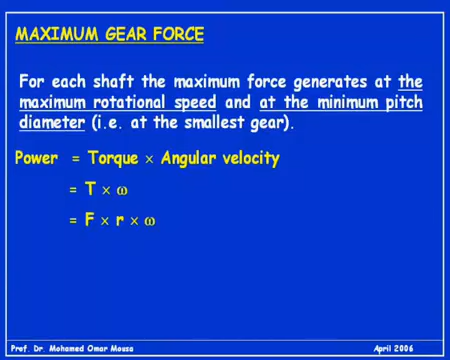 MAXIMUM GEAR FORCE
For each shaft the maximum force generates at the
maximum rotational speed and at the minimum pitch
diameter (i.e. at the smallest gear).
Power = Torque × Angular velocity
= T × ω
= F × r × ω
Prof. Dr. Mohamed Omar Mousa April 2006